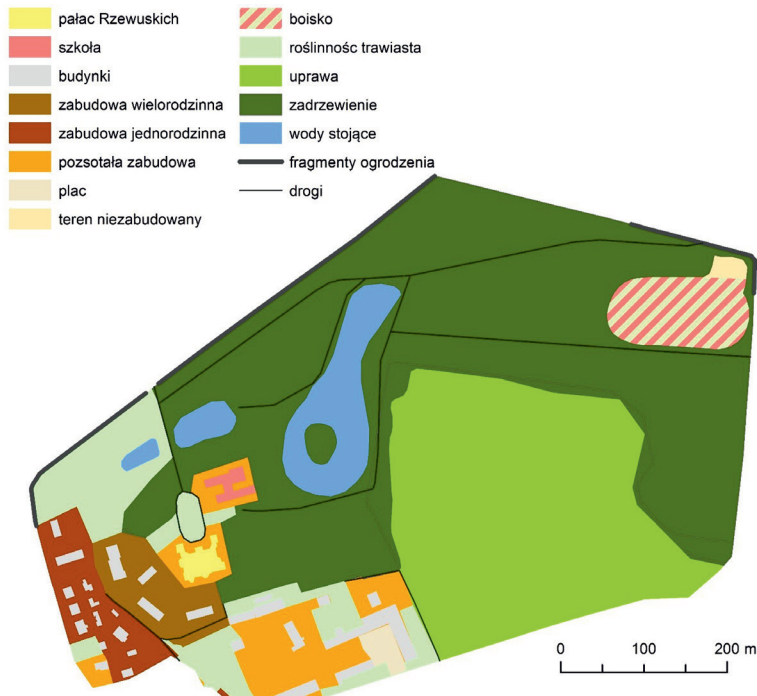 pałac Rzewuskich
szkoła
budynki
zabudowa wielorodzinna
zabudowa jednorodzinna
pozsotała zabudowa
plac
teren niezabudowany
boisko
roślinnośc trawiasta
uprawa
zadrzewienie
wody stojące
fragmenty ogrodzenia
drogi
0 100 200 m